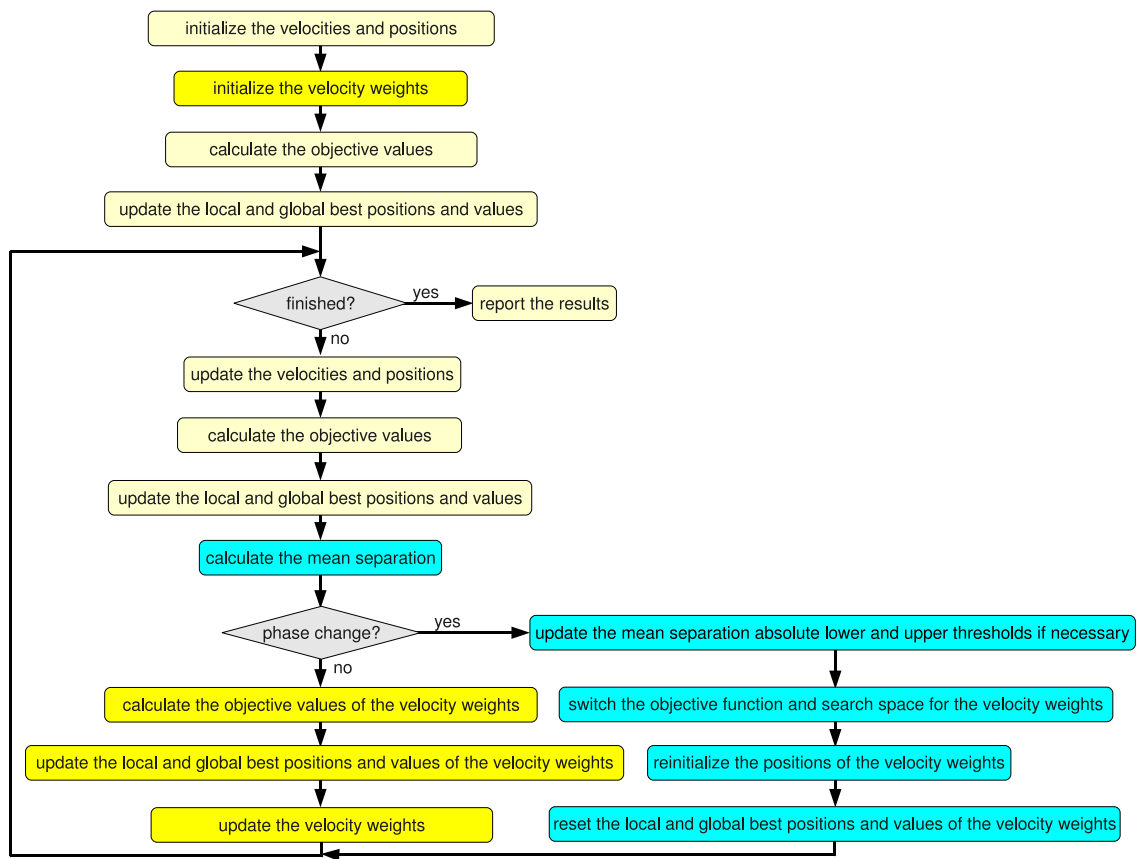 initialize the velocities and positions
initialize the velocity weights
calculate the objective values
update the local and global best positions and values
finished?
yes
report the results
no
update the velocities and positions
calculate the objective values
update the local and global best positions and values
calculate the mean separation
phase change?
yes
update the mean separation absolute lower and upper thresholds if necessary
no
calculate the objective values of the velocity weights
switch the objective function and search space for the velocity weights
update the local and global best positions and values of the velocity weights
reinitialize the positions of the velocity weights
update the velocity weights
reset the local and global best positions and values of the velocity weights